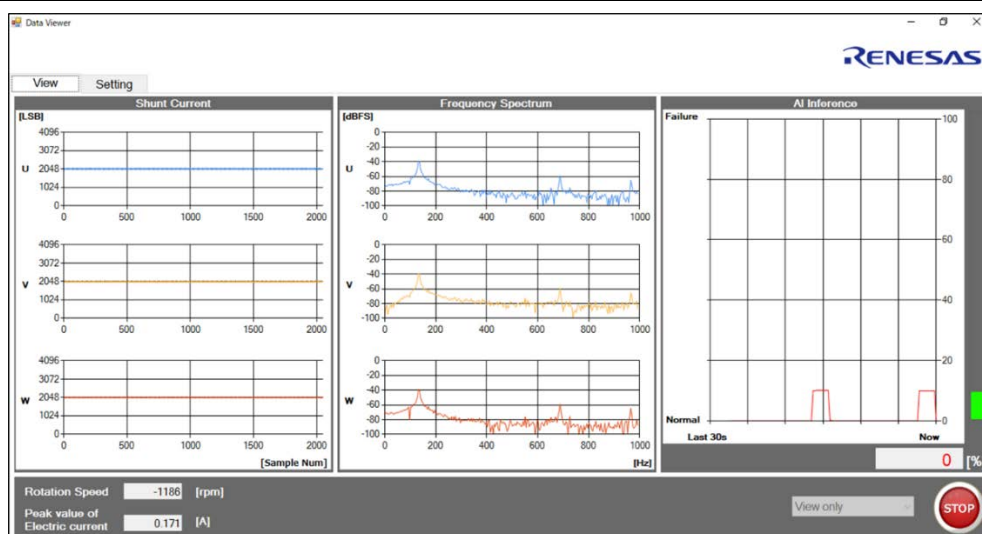 Data Viewer
RENESAS
View Setting
Shunt Current
[LSB]
4096
3072
U 2048
1024
0
0 500 1000 1500 2000
4096
3072
V 2048
1024
0
0 500 1000 1500 2000
4096
3072
W 2048
1024
0
0 500 1000 1500 2000
[Sample Num]
Frequency Spectrum
[dBFS]
0
-20
U -40
-60
-80
-100
0 200 400 600 800 1000
0
-20
V -40
-60
-80
-100
0 200 400 600 800 1000
0
-20
-40
W -60
-80
-100
0 200 400 600 800 1000
[Hz]
AI Inference
Failure 100
80
60
40
20
Normal 0
Last 30s Now
0 [%
Rotation Speed -1186 [rpm]
Peak value of
Electric current 0.171 [A]
View only
STOP